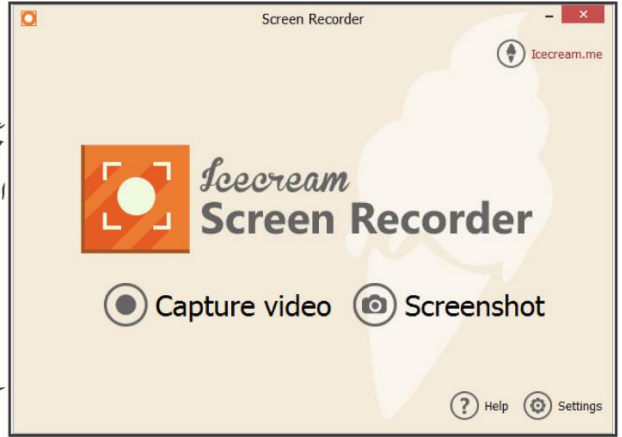 Screen Recorder
Icecream.me
Icecream
Screen Recorder
Capture video
Screenshot
Help
Settings